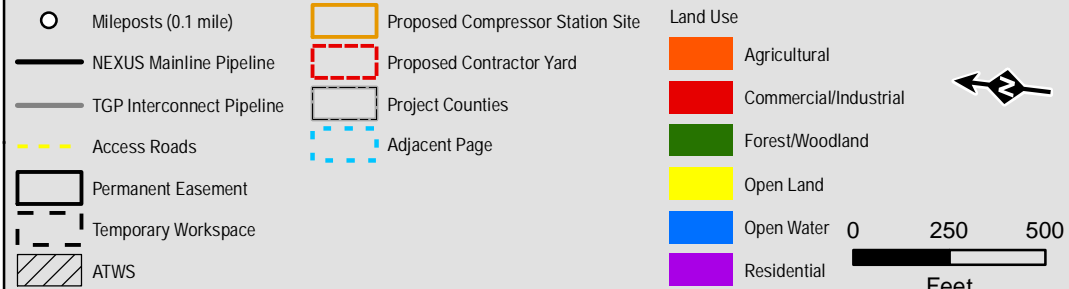 Mileposts (0.1 mile)
NEXUS Mainline Pipeline
TGP Interconnect Pipeline
Access Roads
Permanent Easement
Temporary Workspace
ATWS
Proposed Compressor Station Site
Proposed Contractor Yard
Project Counties
Adjacent Page
Land Use
Agricultural
Commercial/Industrial
Forest/Woodland
Open Land
Open Water
Residential
N
0 250 500
Feet